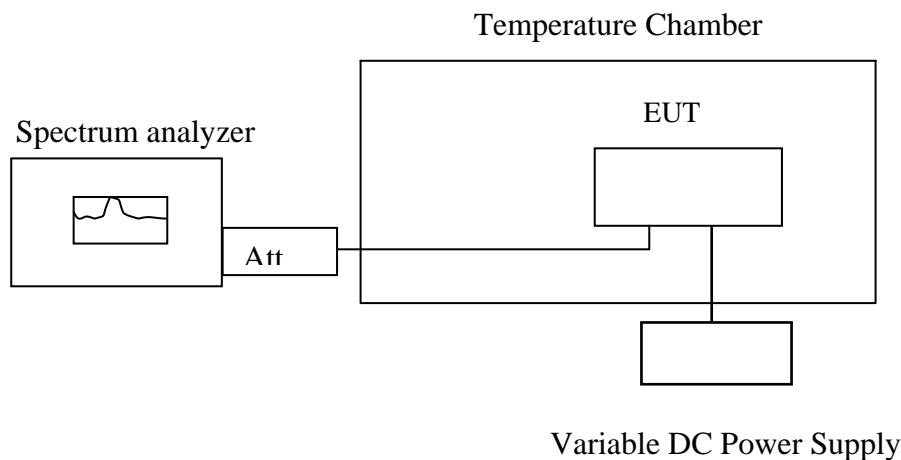 Temperature Chamber
EUT
Spectrum analyzer
Att
Variable DC Power Supply